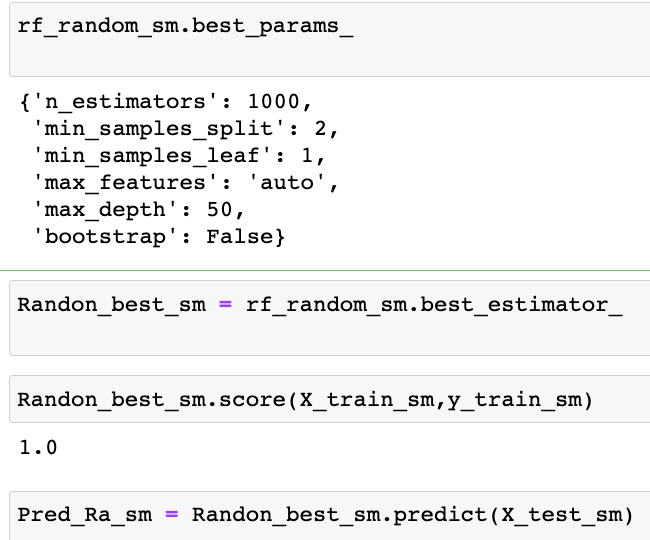 rf_random_sm.best_params_
{'n_estimators': 1000,
 'min_samples_split': 2,
 'min_samples_leaf': 1,
 'max_features': 'auto',
 'max_depth': 50,
 'bootstrap': False}
Randon_best_sm = rf_random_sm.best_estimator_
Randon_best_sm.score(X_train_sm,y_train_sm)
1.0
Pred_Ra_sm = Randon_best_sm.predict(X_test_sm)